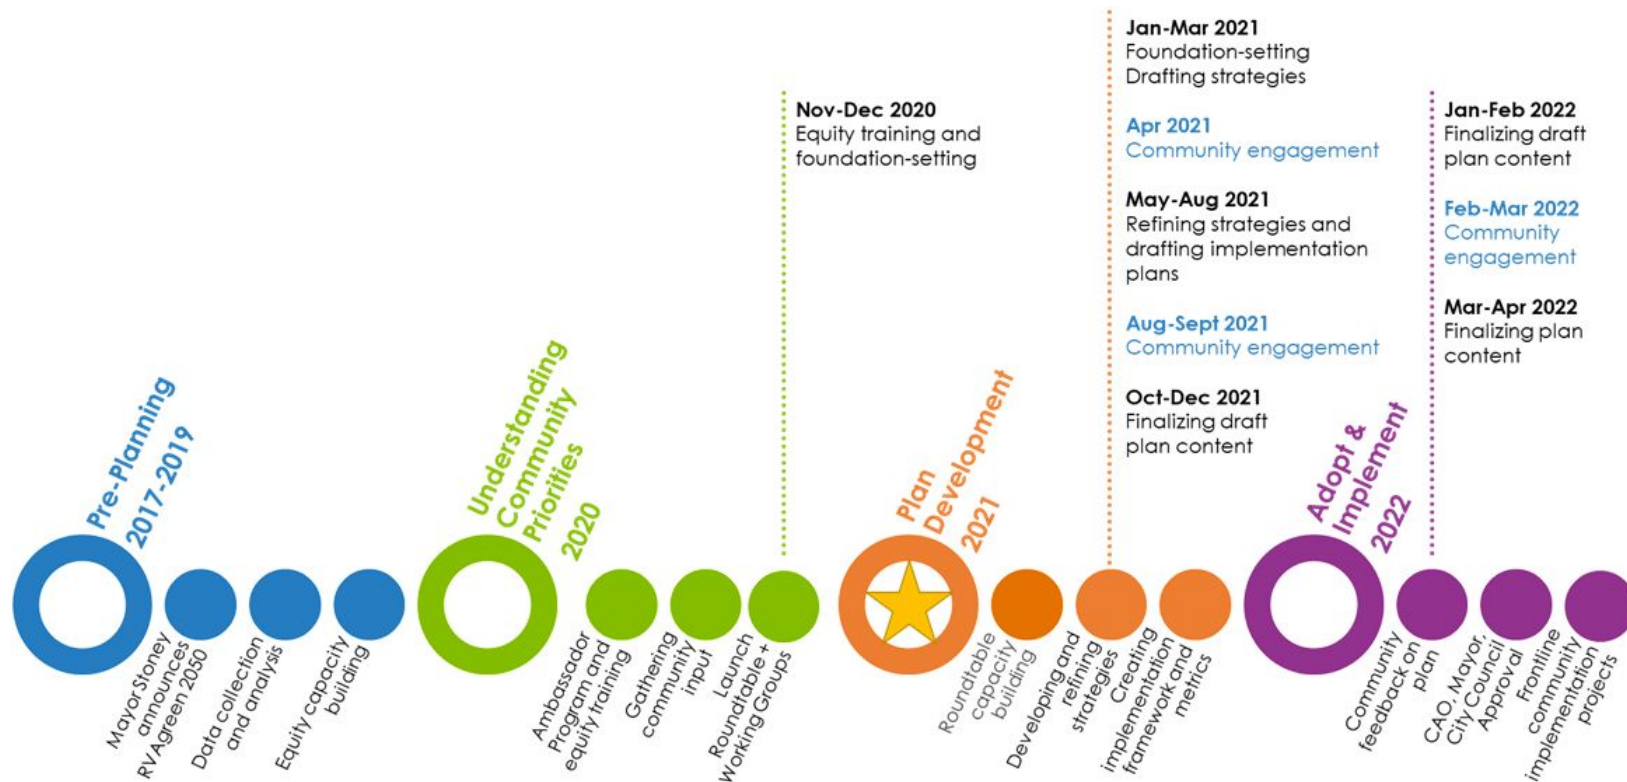 Pre-Planning
2017-2019
Mayor Stoney
announces
RVAgreen 2050
Data collection
and analysis
Equity capacity
building
Understanding
Community
Priorities
2020
Ambassador
Program and
equity training
Gathering
community
input
Launch
Roundtable +
Working Groups
Nov-Dec 2020
Equity training and
foundation-setting
Plan
Development
2021
Roundtable
capacity
building
Developing and
refining
strategies
Creating
implementation
framework and
metrics
Jan-Mar 2021
Foundation-setting
Drafting strategies
Apr 2021
Community engagement
May-Aug 2021
Refining strategies and
drafting implementation
plans
Aug-Sept 2021
Community engagement
Oct-Dec 2021
Finalizing draft
plan content
Adopt &
Implement
2022
Community
feedback on
plan
CAO, Mayor,
City Council
Approval
Frontline
community
implementation
projects
Jan-Feb 2022
Finalizing draft
plan content
Feb-Mar 2022
Community
engagement
Mar-Apr 2022
Finalizing plan
content